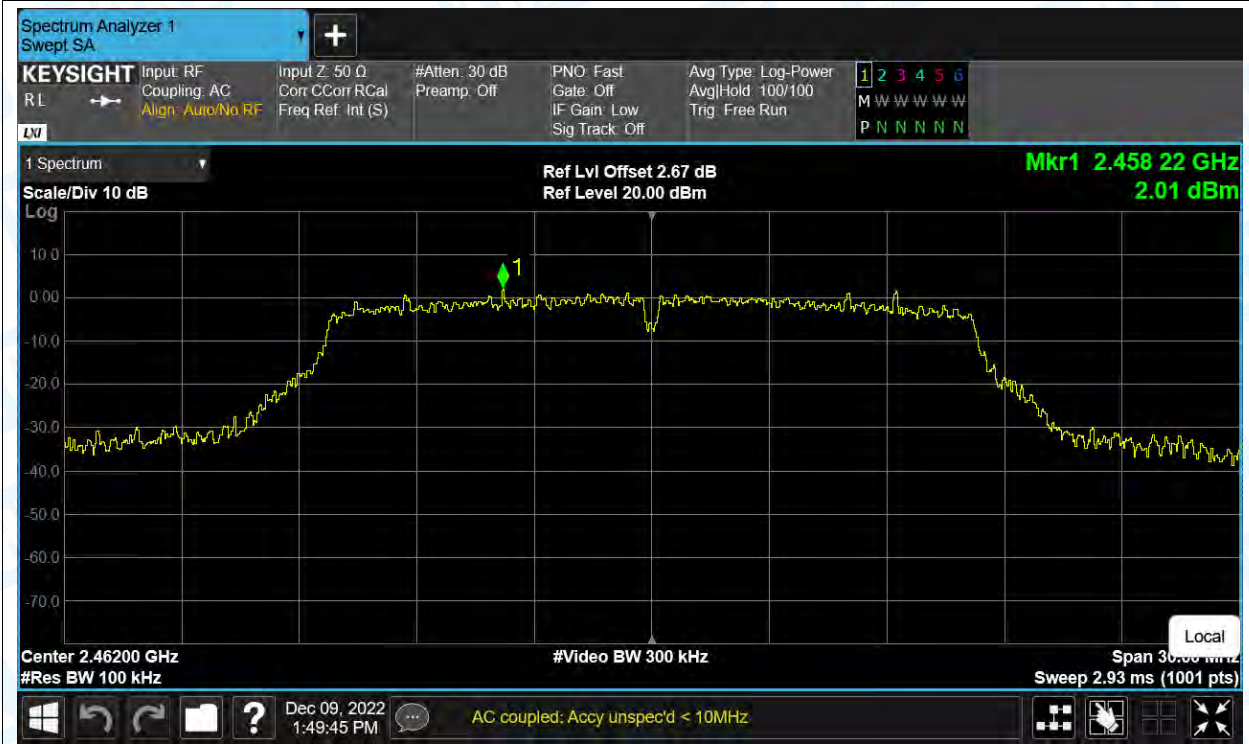 Spectrum Analyzer 1
Swept SA
+
KEYSIGHT
R L
LXI
Input: RF
Coupling: AC
Align: Auto/No RF
Input Z: 50 Ω
Corr CCorr RCal
Freq Ref: Int (S)
#Atten: 30 dB
Preamp: Off
PNO: Fast
Gate: Off
IF Gain: Low
Sig Track: Off
Avg Type: Log-Power
Avg|Hold: 100/100
Trig: Free Run
1 2 3 4 5 6
M W W W W W
P N N N N N
1 Spectrum
Scale/Div 10 dB
Log
Ref Lvl Offset 2.67 dB
Ref Level 20.00 dBm
Mkr1 2.458 22 GHz
2.01 dBm
10.0
0.00
-10.0
-20.0
-30.0
-40.0
-50.0
-60.0
-70.0
1
Local
Center 2.46200 GHz
#Video BW 300 kHz
Span 30.00 MHz
#Res BW 100 kHz
Sweep 2.93 ms (1001 pts)
?
Dec 09, 2022
1:49:45 PM
AC coupled: Accy unspec'd < 10MHz